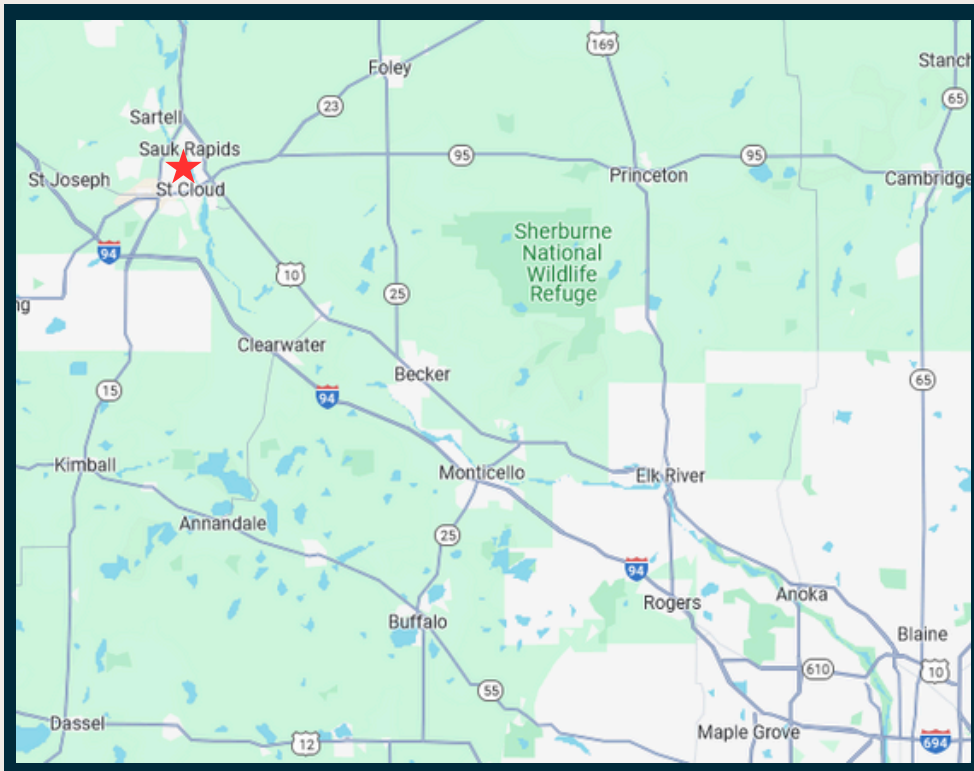 169
Foley
Stanch
65
23
Sartell
Sauk Rapids
95
95
St Joseph
St Cloud
Princeton
Cambridge
94
Sherburne
National
Wildlife
Refuge
10
25
ng
Clearwater
Becker
94
15
65
Kimball
Monticello
Elk River
Annandale
25
94
Rogers
Anoka
Buffalo
Blaine
610
10
55
Dassel
12
Maple Grove
694